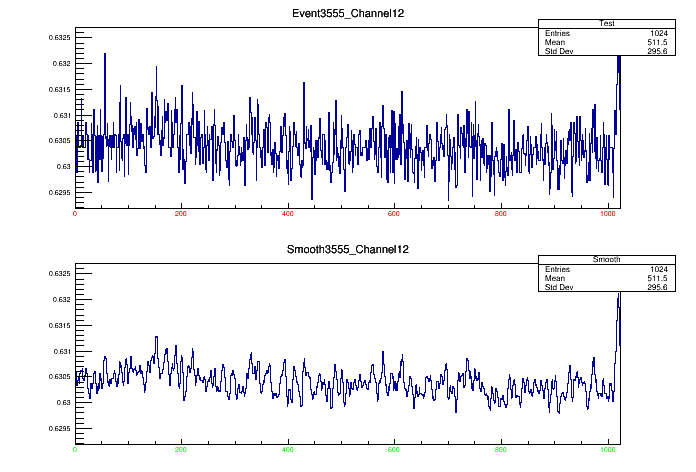 Event3555_Channel12
Test
Entries 1024
Mean 511.5
Std Dev 295.6
0.6325
0.632
0.6315
0.631
0.6305
0.63
0.6295
0 200 400 600 800 1000
Smooth3555_Channel12
Smooth
Entries 1024
Mean 511.5
Std Dev 295.6
0.6325
0.632
0.6315
0.631
0.6305
0.63
0.6295
0 200 400 600 800 1000